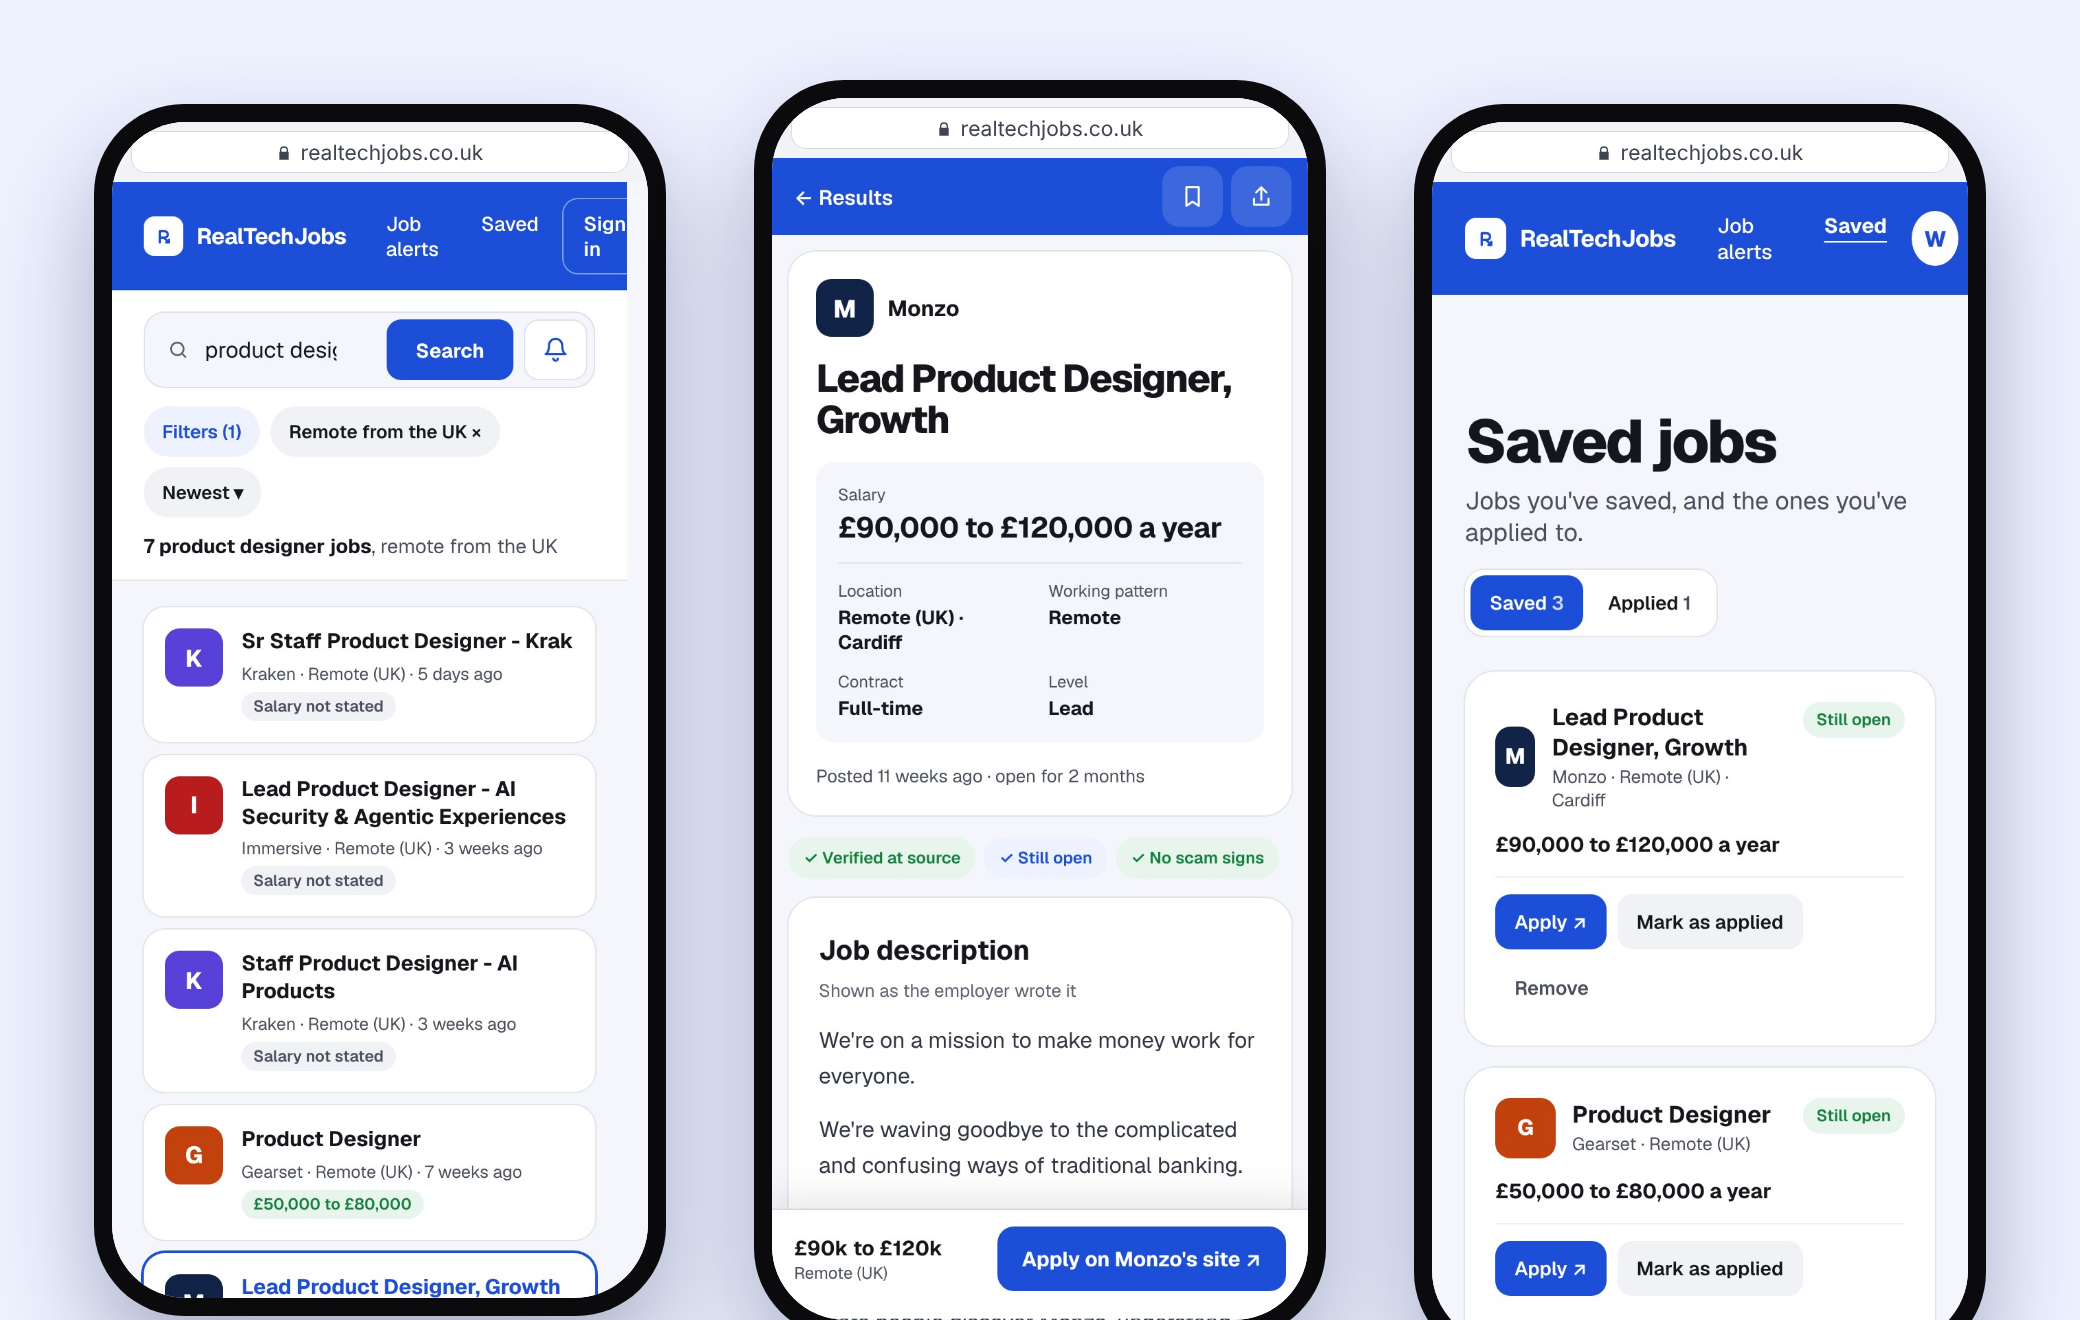 realtechjobs.co.uk
RealTechJobs
Job alerts
Saved
Sign in
product desig
Search
Filters (1)
Remote from the UK ×
Newest ▾
7 product designer jobs, remote from the UK
K
Sr Staff Product Designer - Krak
Kraken · Remote (UK) · 5 days ago
Salary not stated
I
Lead Product Designer - AI
Security & Agentic Experiences
Immersive · Remote (UK) · 3 weeks ago
Salary not stated
K
Staff Product Designer - AI
Products
Kraken · Remote (UK) · 3 weeks ago
Salary not stated
G
Product Designer
Gearset · Remote (UK) · 7 weeks ago
£50,000 to £80,000
Lead Product Designer, Growth
realtechjobs.co.uk
← Results
M
Monzo
Lead Product Designer,
Growth
Salary
£90,000 to £120,000 a year
Location
Remote (UK) ·
Cardiff
Working pattern
Remote
Contract
Full-time
Level
Lead
Posted 11 weeks ago · open for 2 months
✓ Verified at source
✓ Still open
✓ No scam signs
Job description
Shown as the employer wrote it
We're on a mission to make money work for
everyone.
We're waving goodbye to the complicated
and confusing ways of traditional banking.
£90k to £120k
Remote (UK)
Apply on Monzo's site ↗
realtechjobs.co.uk
RealTechJobs
Job alerts
Saved
W
Saved jobs
Jobs you've saved, and the ones you've
applied to.
Saved 3
Applied 1
M
Lead Product
Designer, Growth
Monzo · Remote (UK) ·
Cardiff
Still open
£90,000 to £120,000 a year
Apply ↗
Mark as applied
Remove
G
Product Designer
Gearset · Remote (UK)
Still open
£50,000 to £80,000 a year
Apply ↗
Mark as applied